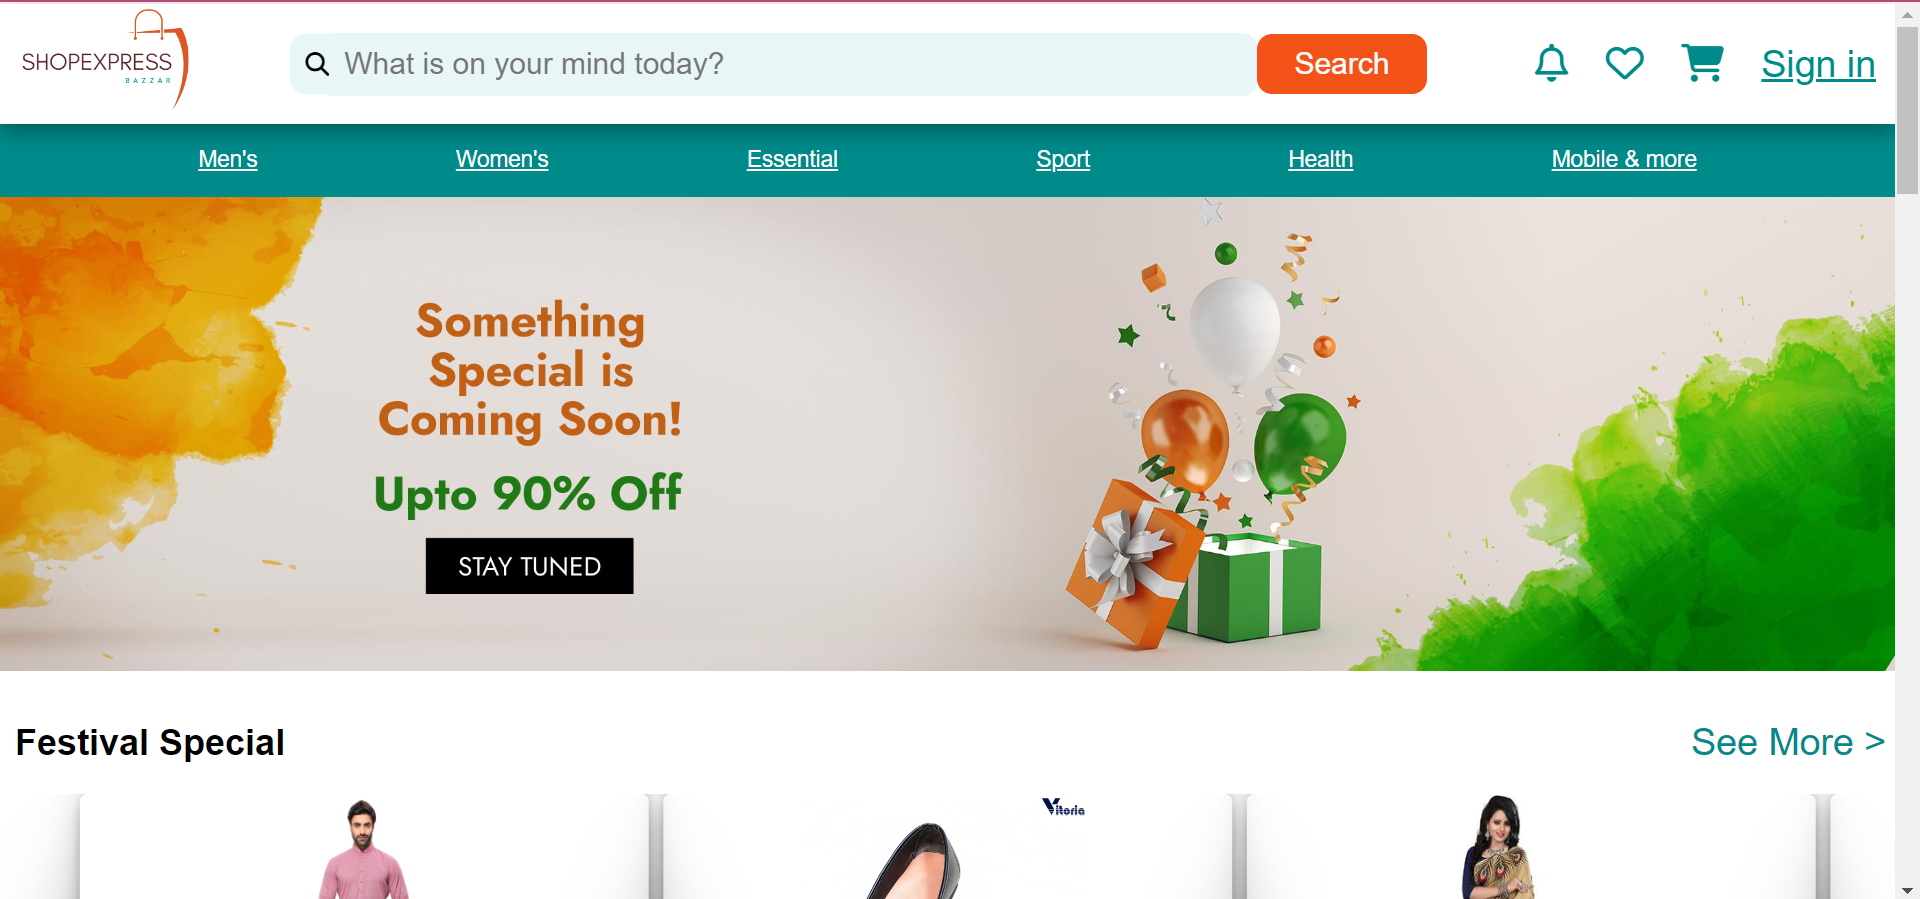 SHOPEXPRESS
BAZZAR
What is on your mind today?
Search
Sign in
Men's
Women's
Essential
Sport
Health
Mobile & more
Something
Special is
Coming Soon!
Upto 90% Off
STAY TUNED
Festival Special
See More >
Vitoria